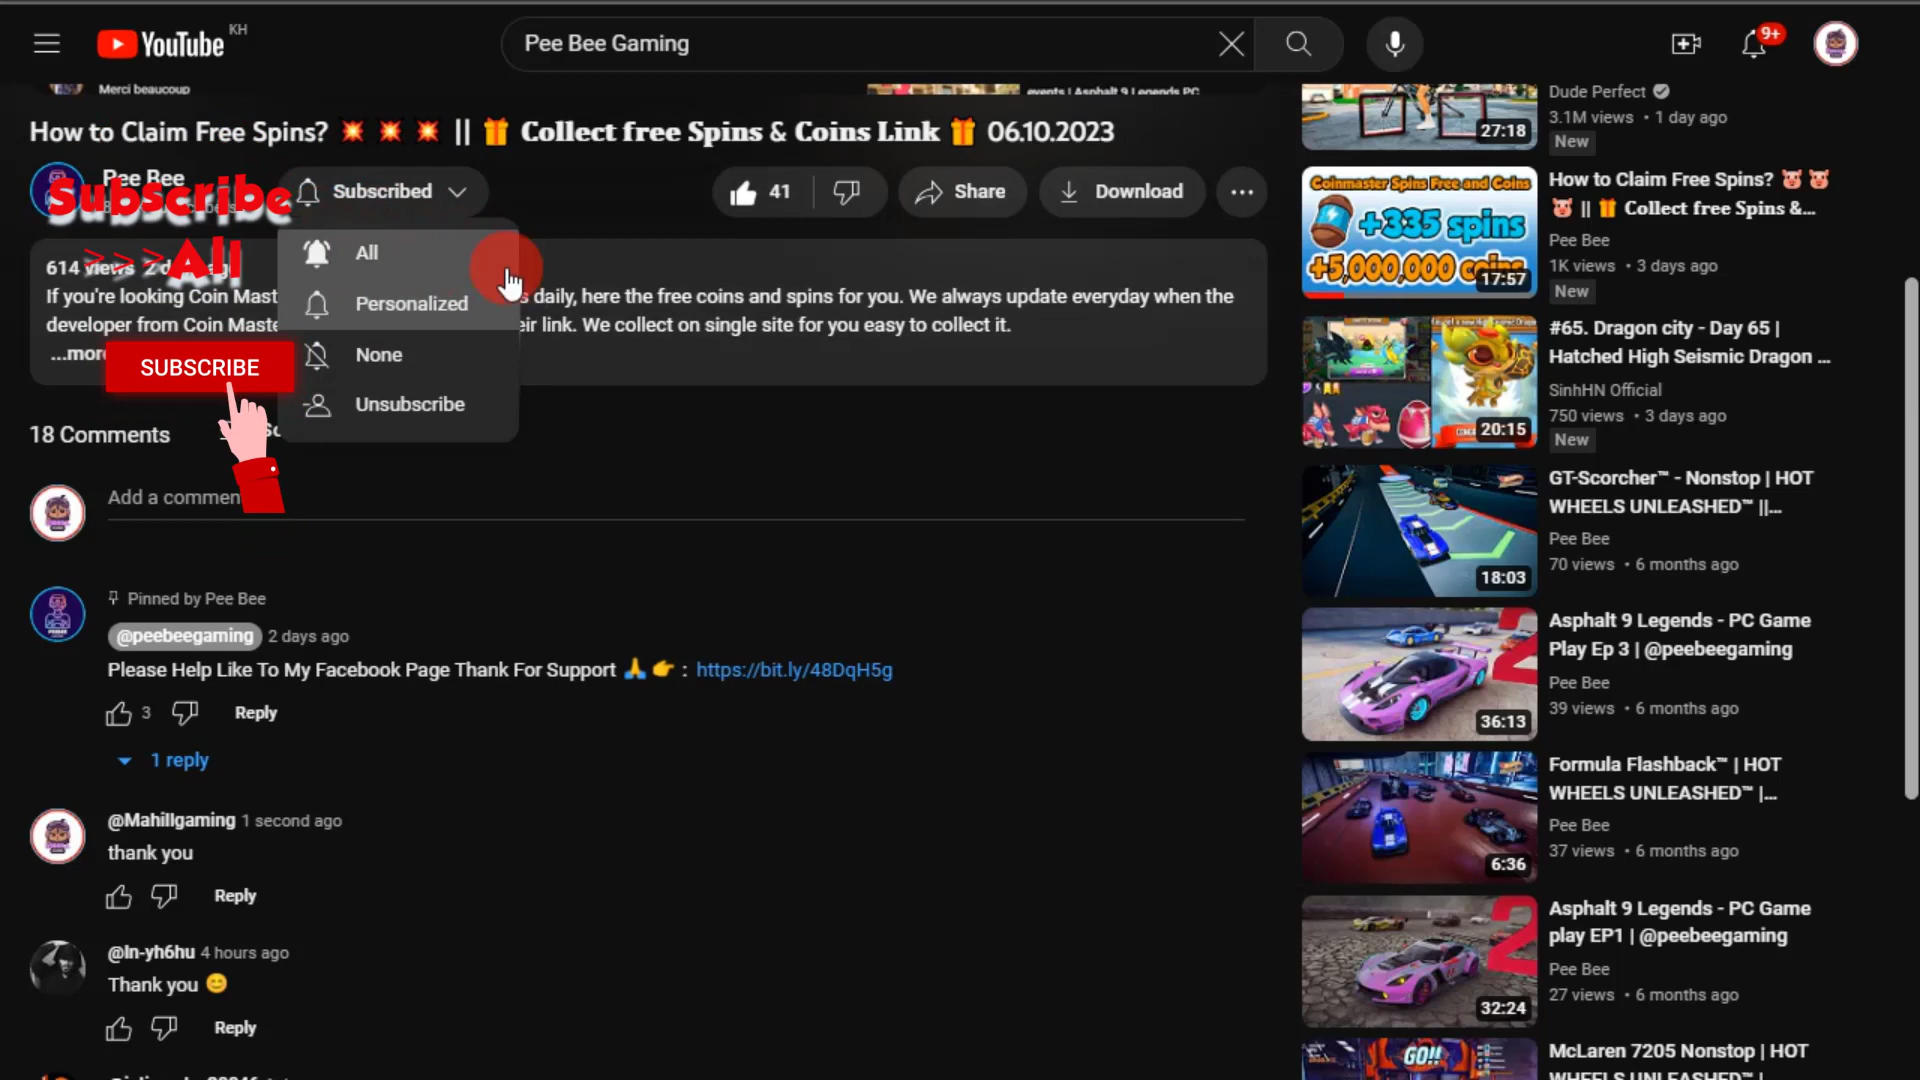 YouTube KH
Pee Bee Gaming
9+
Merci beaucoup
events | Asphalt 9 Legends PC
How to Claim Free Spins? 💥 💥 💥 || 🎁 Collect free Spins & Coins Link 🎁 06.10.2023
Pee Bee
Subscribe
>>>All
Subscribed
41
Share
Download
All
Personalized
None
Unsubscribe
614 views 2
If you're looking Coin Mast
daily, here the free coins and spins for you. We always update everyday when the
developer from Coin Maste
link. We collect on single site for you easy to collect it.
...more
SUBSCRIBE
18 Comments
Add a comment
Pinned by Pee Bee
@peebeegaming 2 days ago
Please Help Like To My Facebook Page Thank For Support 🙏 👉 : https://bit.ly/48DqH5g
3
Reply
1 reply
@Mahillgaming 1 second ago
thank you
Reply
@ln-yh6hu 4 hours ago
Thank you 😊
Reply
27:18
Dude Perfect
3.1M views • 1 day ago
New
Coinmaster Spins Free and Coins
+335 spins
+5,000,000 coins
17:57
How to Claim Free Spins? 🐷 🐷
🐷 || 🎁 Collect free Spins &...
Pee Bee
1K views • 3 days ago
New
20:15
#65. Dragon city - Day 65 |
Hatched High Seismic Dragon ...
SinhHN Official
750 views • 3 days ago
New
18:03
GT-Scorcher™ - Nonstop | HOT
WHEELS UNLEASHED™ ||...
Pee Bee
70 views • 6 months ago
2
36:13
Asphalt 9 Legends - PC Game
Play Ep 3 | @peebeegaming
Pee Bee
39 views • 6 months ago
6:36
Formula Flashback™ | HOT
WHEELS UNLEASHED™ |...
Pee Bee
37 views • 6 months ago
2
32:24
Asphalt 9 Legends - PC Game
play EP1 | @peebeegaming
Pee Bee
27 views • 6 months ago
GO!!
McLaren 720S Nonstop | HOT
WHEELS UNLEASHED™ |